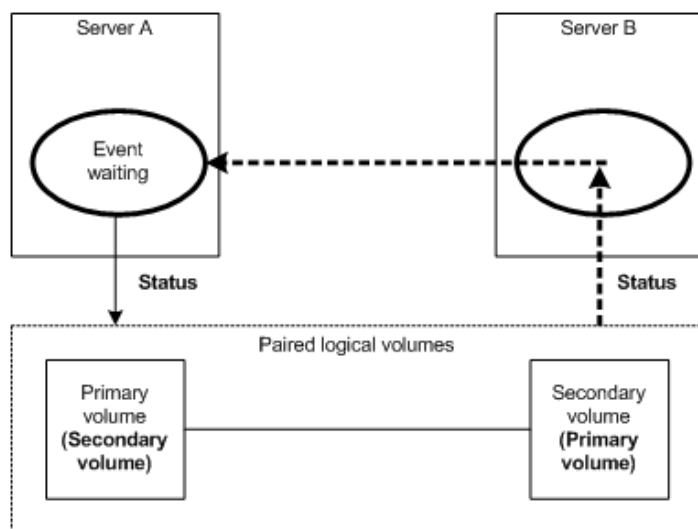 Server A
Server B
Event
waiting
Status
Status
Paired logical volumes
Primary
volume
(Secondary
volume)
Secondary
volume
(Primary
volume)